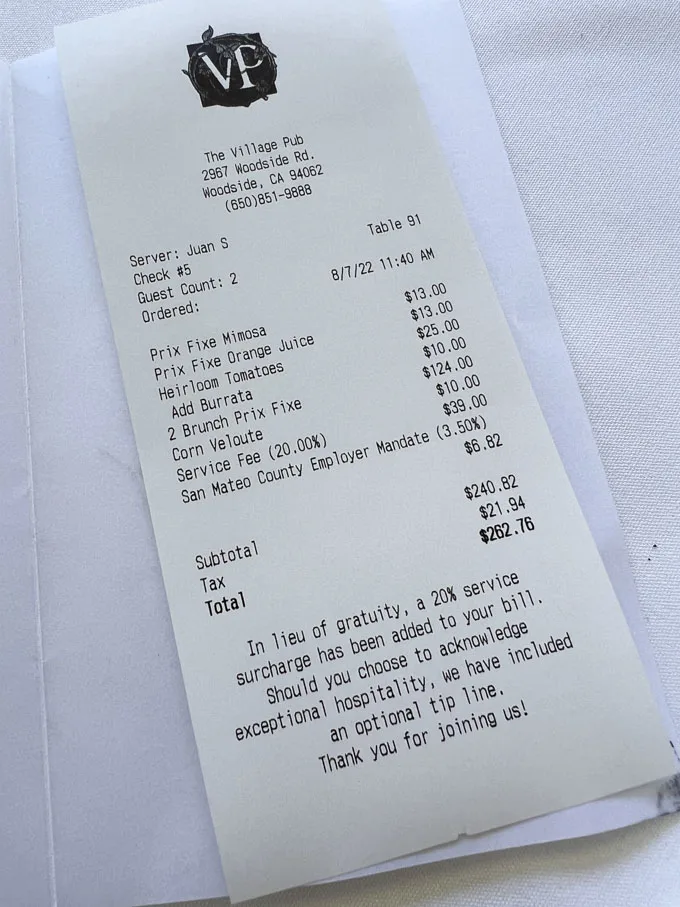 VP
The Village Pub
2967 Woodside Rd.
Woodside, CA 94062
(650)851-9888
Server: Juan S Table 91
Check #5
Guest Count: 2 8/7/22 11:40 AM
Ordered:
Prix Fixe Mimosa $13.00
Prix Fixe Orange Juice $13.00
Heirloom Tomatoes $25.00
Add Burrata $10.00
2 Brunch Prix Fixe $124.00
Corn Veloute $10.00
Service Fee (20.00%) $39.00
San Mateo County Employer Mandate (3.50%) $6.82
Subtotal $240.82
Tax $21.94
Total $262.76
In lieu of gratuity, a 20% service
surcharge has been added to your bill.
Should you choose to acknowledge
exceptional hospitality, we have included
an optional tip line.
Thank you for joining us!